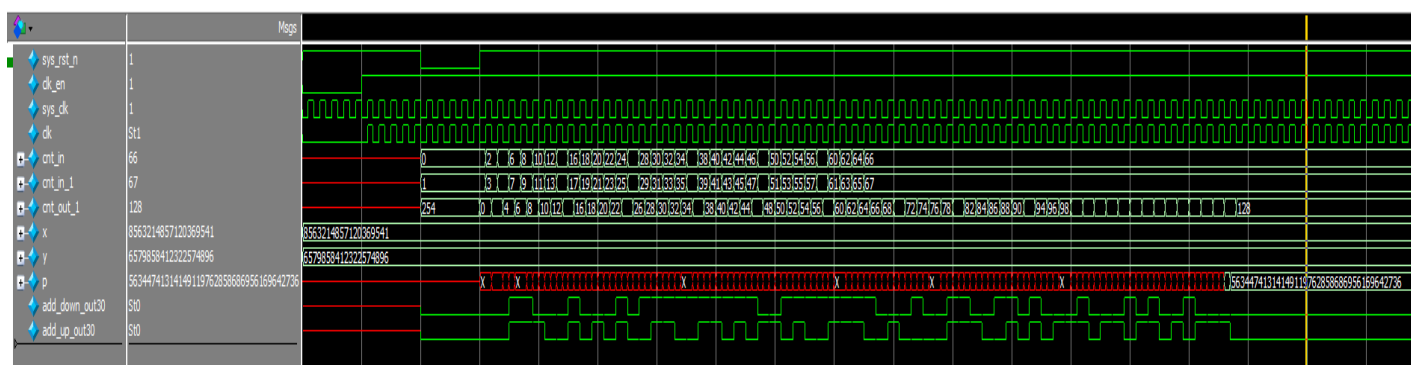 Msgs
sys_rst_n 1
clk_en 1
sys_clk 1
clk St1
cnt_in 66 0 2 6 8 10 12 16 18 20 22 24 28 30 32 34 38 40 42 44 46 50 52 54 56 60 62 64 66
cnt_in_1 67 1 3 7 9 11 13 17 19 21 23 25 29 31 33 35 39 41 43 45 47 51 53 55 57 61 63 65 67
cnt_out_1 128 254 0 4 6 8 10 12 16 18 20 22 26 28 30 32 34 38 40 42 44 48 50 52 54 56 60 62 64 66 68 72 74 76 78 82 84 86 88 90 94 96 98 128
x 8563214857120369541 8563214857120369541
y 6579858412322574896 6579858412322574896
p 56344741314149119762858686956169642736 X X X X X X 56344741314149119762858686956169642736
add_down_out30 St0
add_up_out30 St0